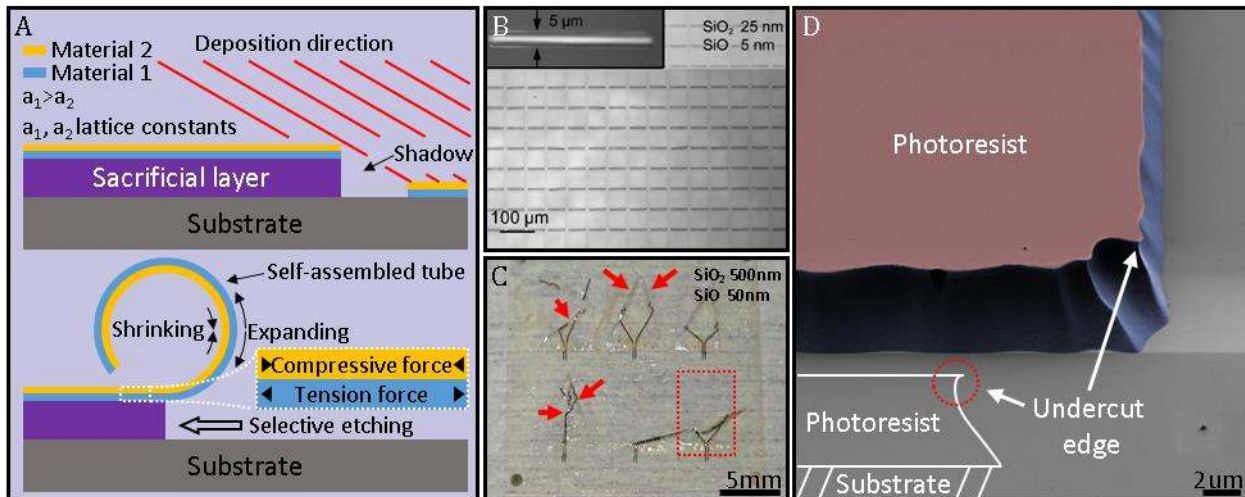 A
Material 2
Material 1
a₁>a₂
a₁, a₂ lattice constants
Deposition direction
Shadow
Sacrificial layer
Substrate
Self-assembled tube
Shrinking
Expanding
Compressive force
Tension force
Selective etching
Substrate
B
5 µm
SiO₂ 25 nm
SiO 5 nm
100 µm
C
SiO₂ 500nm
SiO 50nm
5mm
D
Photoresist
Photoresist
Undercut
edge
Substrate
2um